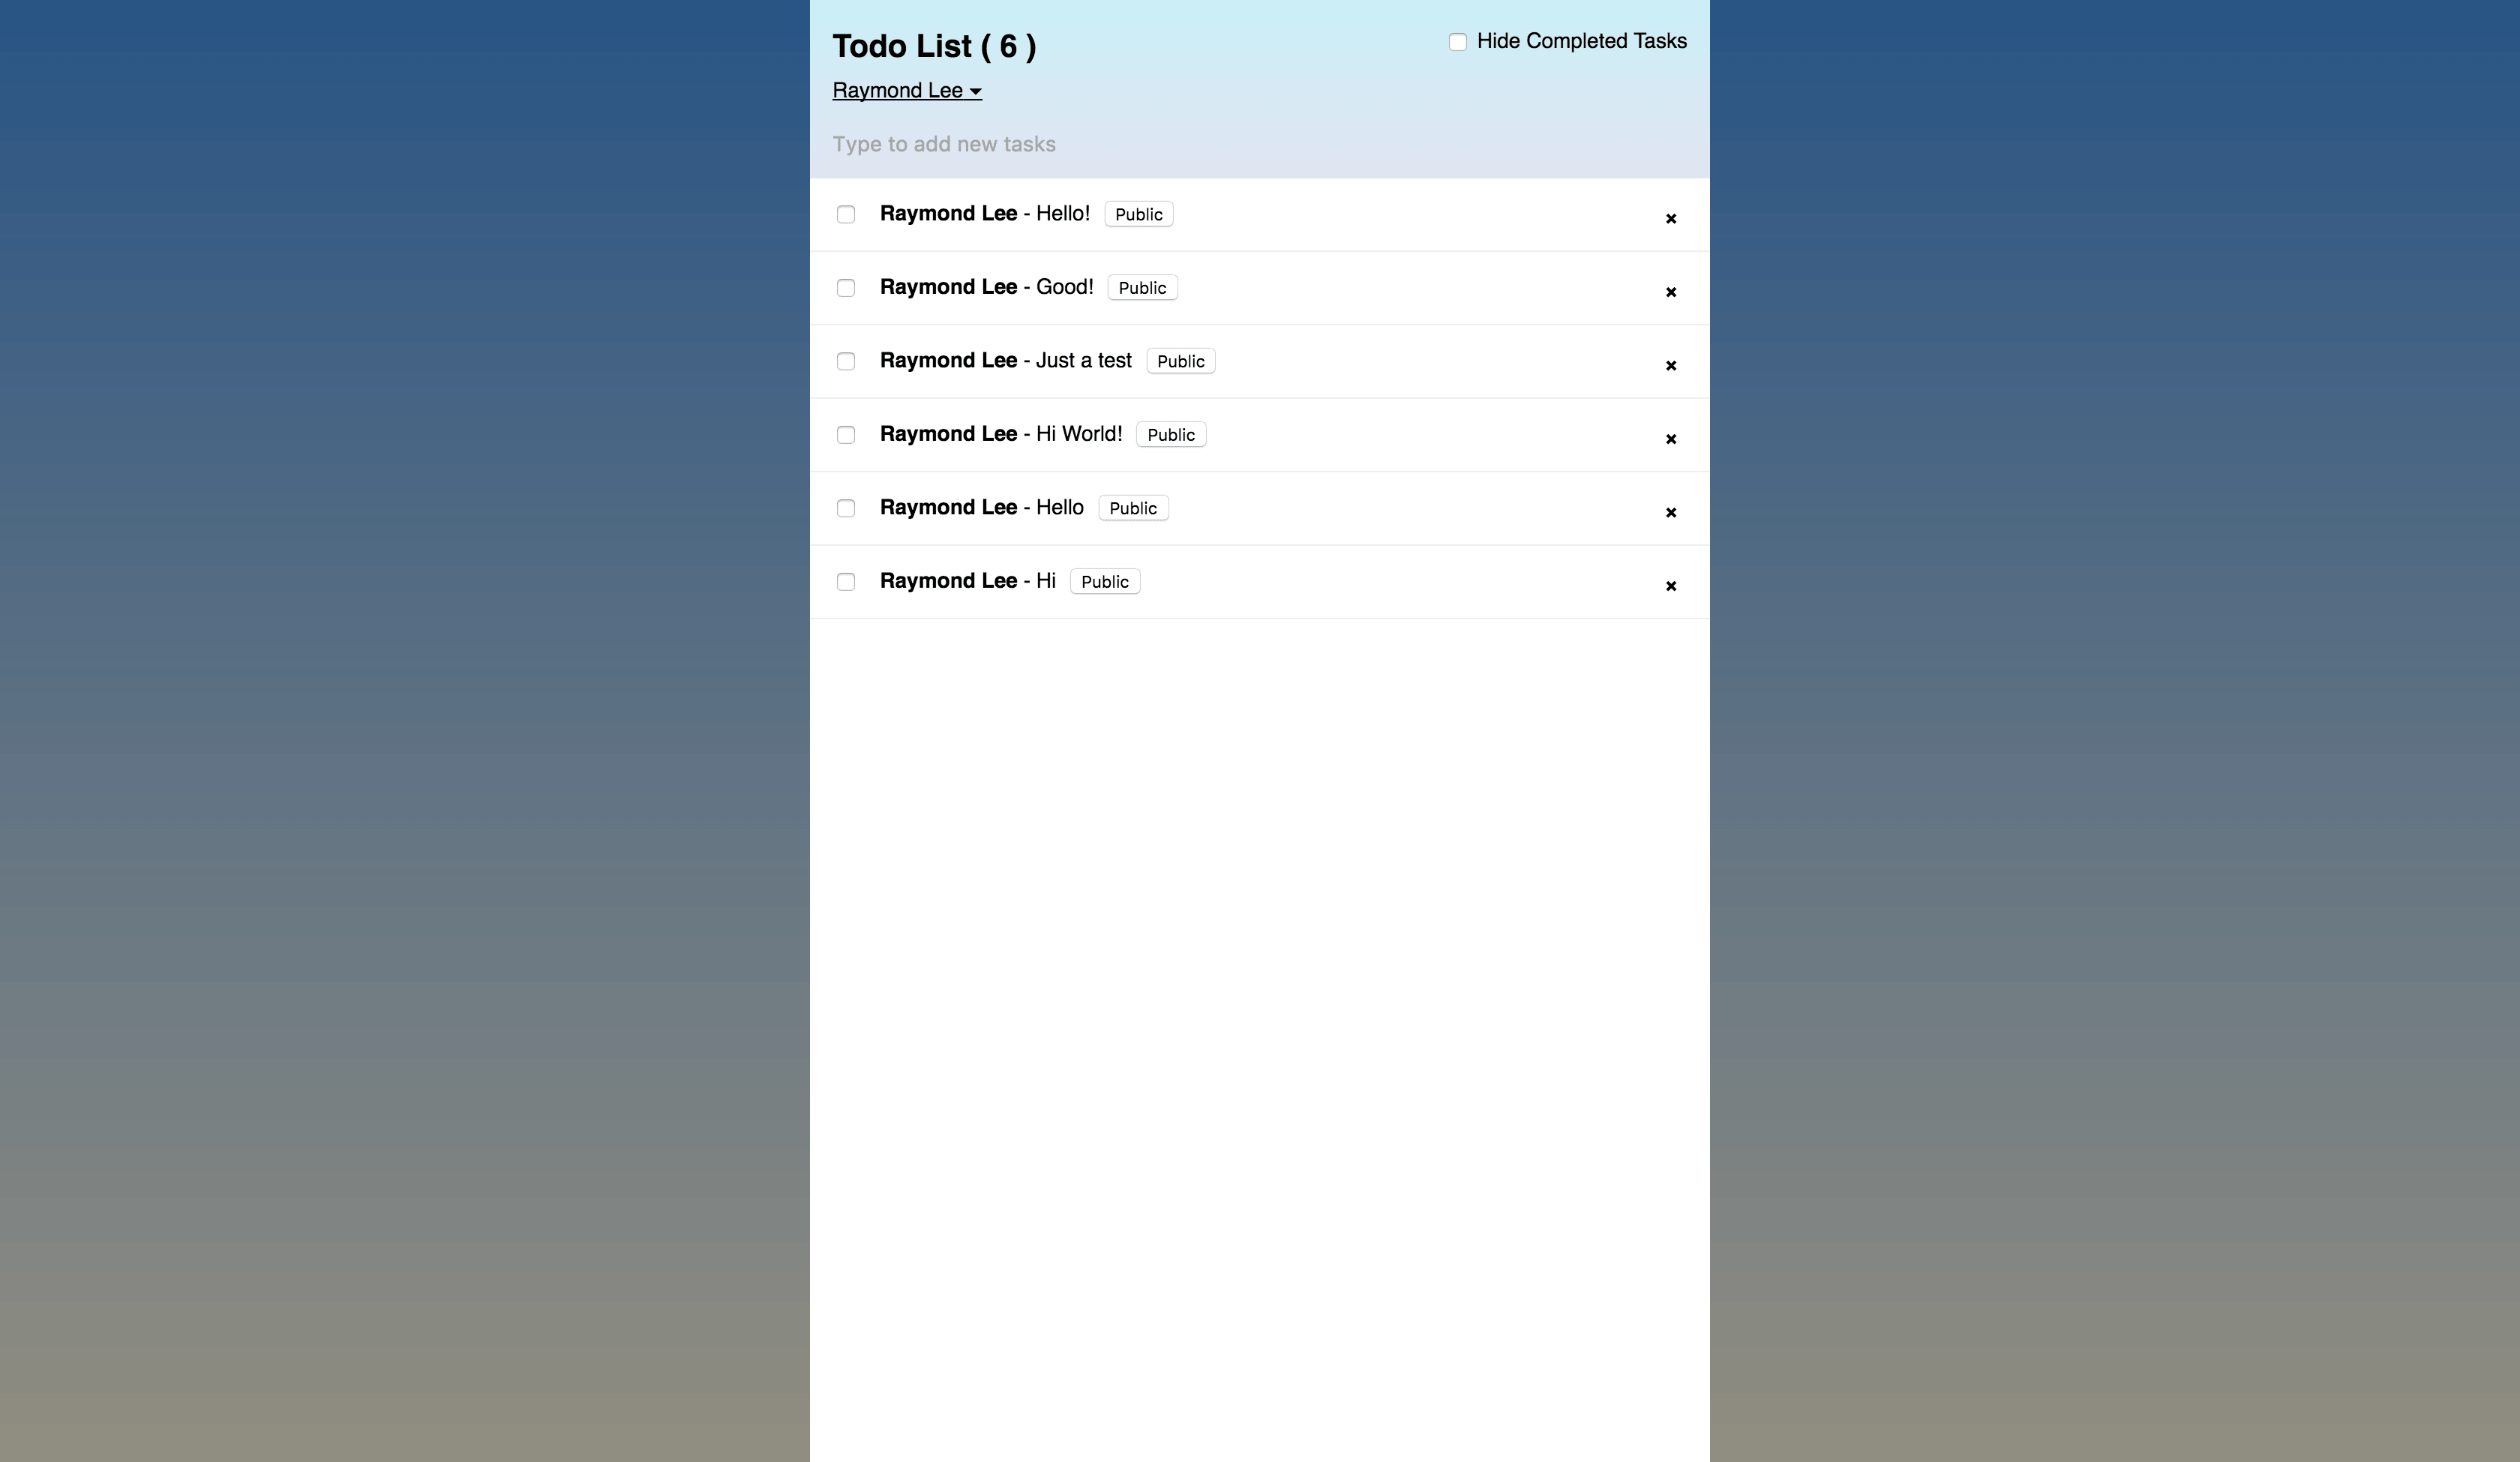 Todo List ( 6 )
Hide Completed Tasks
Raymond Lee
Type to add new tasks
Raymond Lee - Hello! Public
Raymond Lee - Good! Public
Raymond Lee - Just a test Public
Raymond Lee - Hi World! Public
Raymond Lee - Hello Public
Raymond Lee - Hi Public